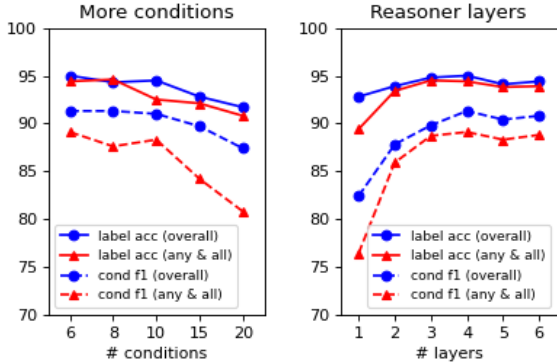 More conditions
100
95
90
85
80
75
70
label acc (overall)
label acc (any & all)
cond f1 (overall)
cond f1 (any & all)
6 8 10 15 20
# conditions
Reasoner layers
100
95
90
85
80
75
70
label acc (overall)
label acc (any & all)
cond f1 (overall)
cond f1 (any & all)
1 2 3 4 5 6
# layers